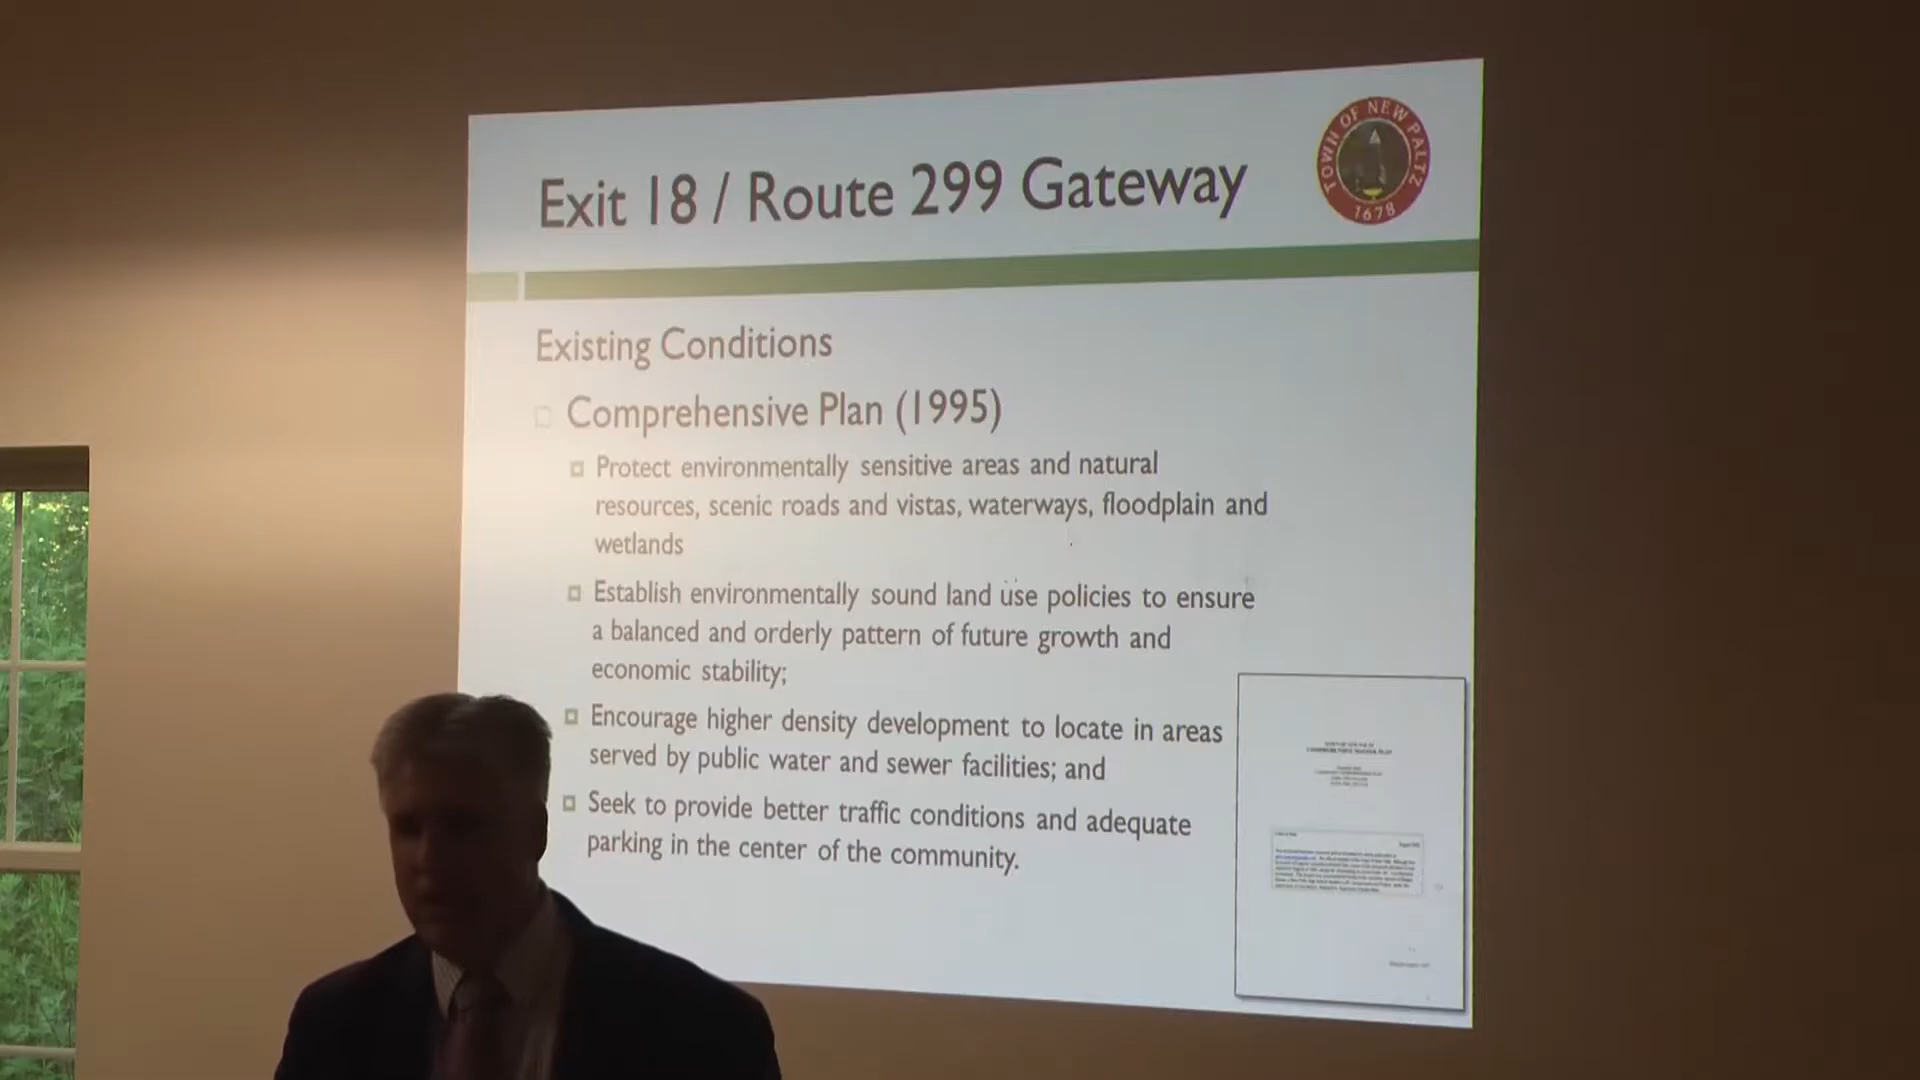 Exit 18 / Route 299 Gateway
TOWN OF NEW PALTZ
1678
Existing Conditions
Comprehensive Plan (1995)
Protect environmentally sensitive areas and natural
resources, scenic roads and vistas, waterways, floodplain and
wetlands
Establish environmentally sound land use policies to ensure
a balanced and orderly pattern of future growth and
economic stability;
Encourage higher density development to locate in areas
served by public water and sewer facilities; and
Seek to provide better traffic conditions and adequate
parking in the center of the community.